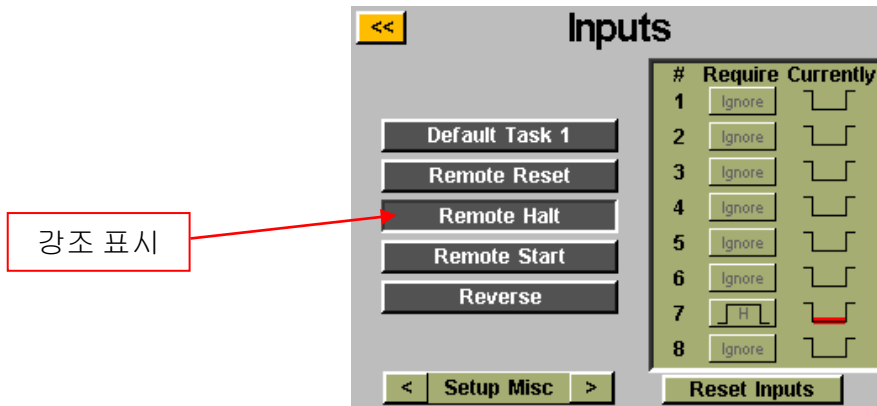 << Inputs
# Require Currently
1 Ignore
Default Task 1
2 Ignore
Remote Reset
3 Ignore
Remote Halt
4 Ignore
강조 표시
Remote Start
5 Ignore
Reverse
6 Ignore
7 H
8 Ignore
< Setup Misc >
Reset Inputs